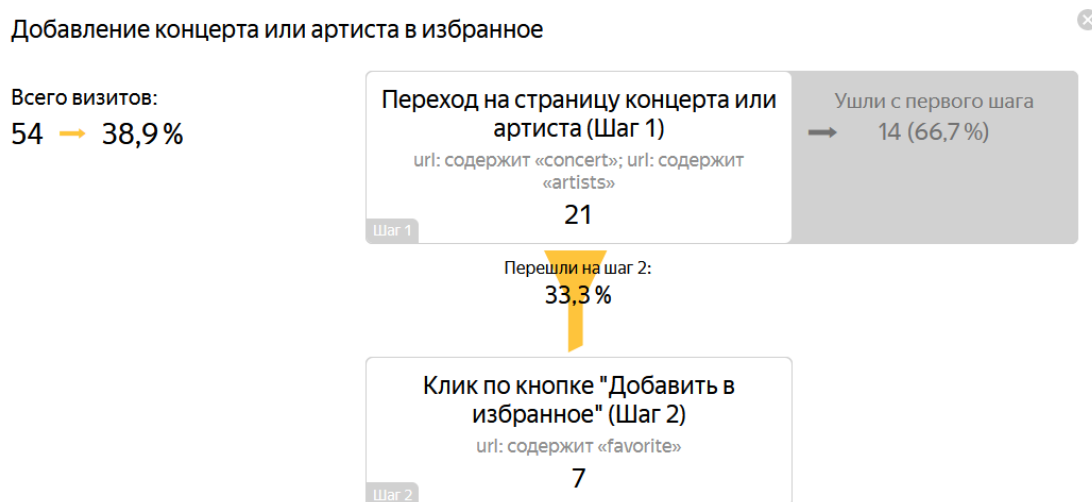 Добавление концерта или артиста в избранное
Всего визитов:
54 → 38,9 %
Переход на страницу концерта или
артиста (Шаг 1)
url: содержит «concert»; url: содержит
«artists»
21
Шаг 1
Ушли с первого шага
→ 14 (66,7 %)
Перешли на шаг 2:
33,3 %
Клик по кнопке "Добавить в
избранное" (Шаг 2)
url: содержит «favorite»
7
Шаг 2